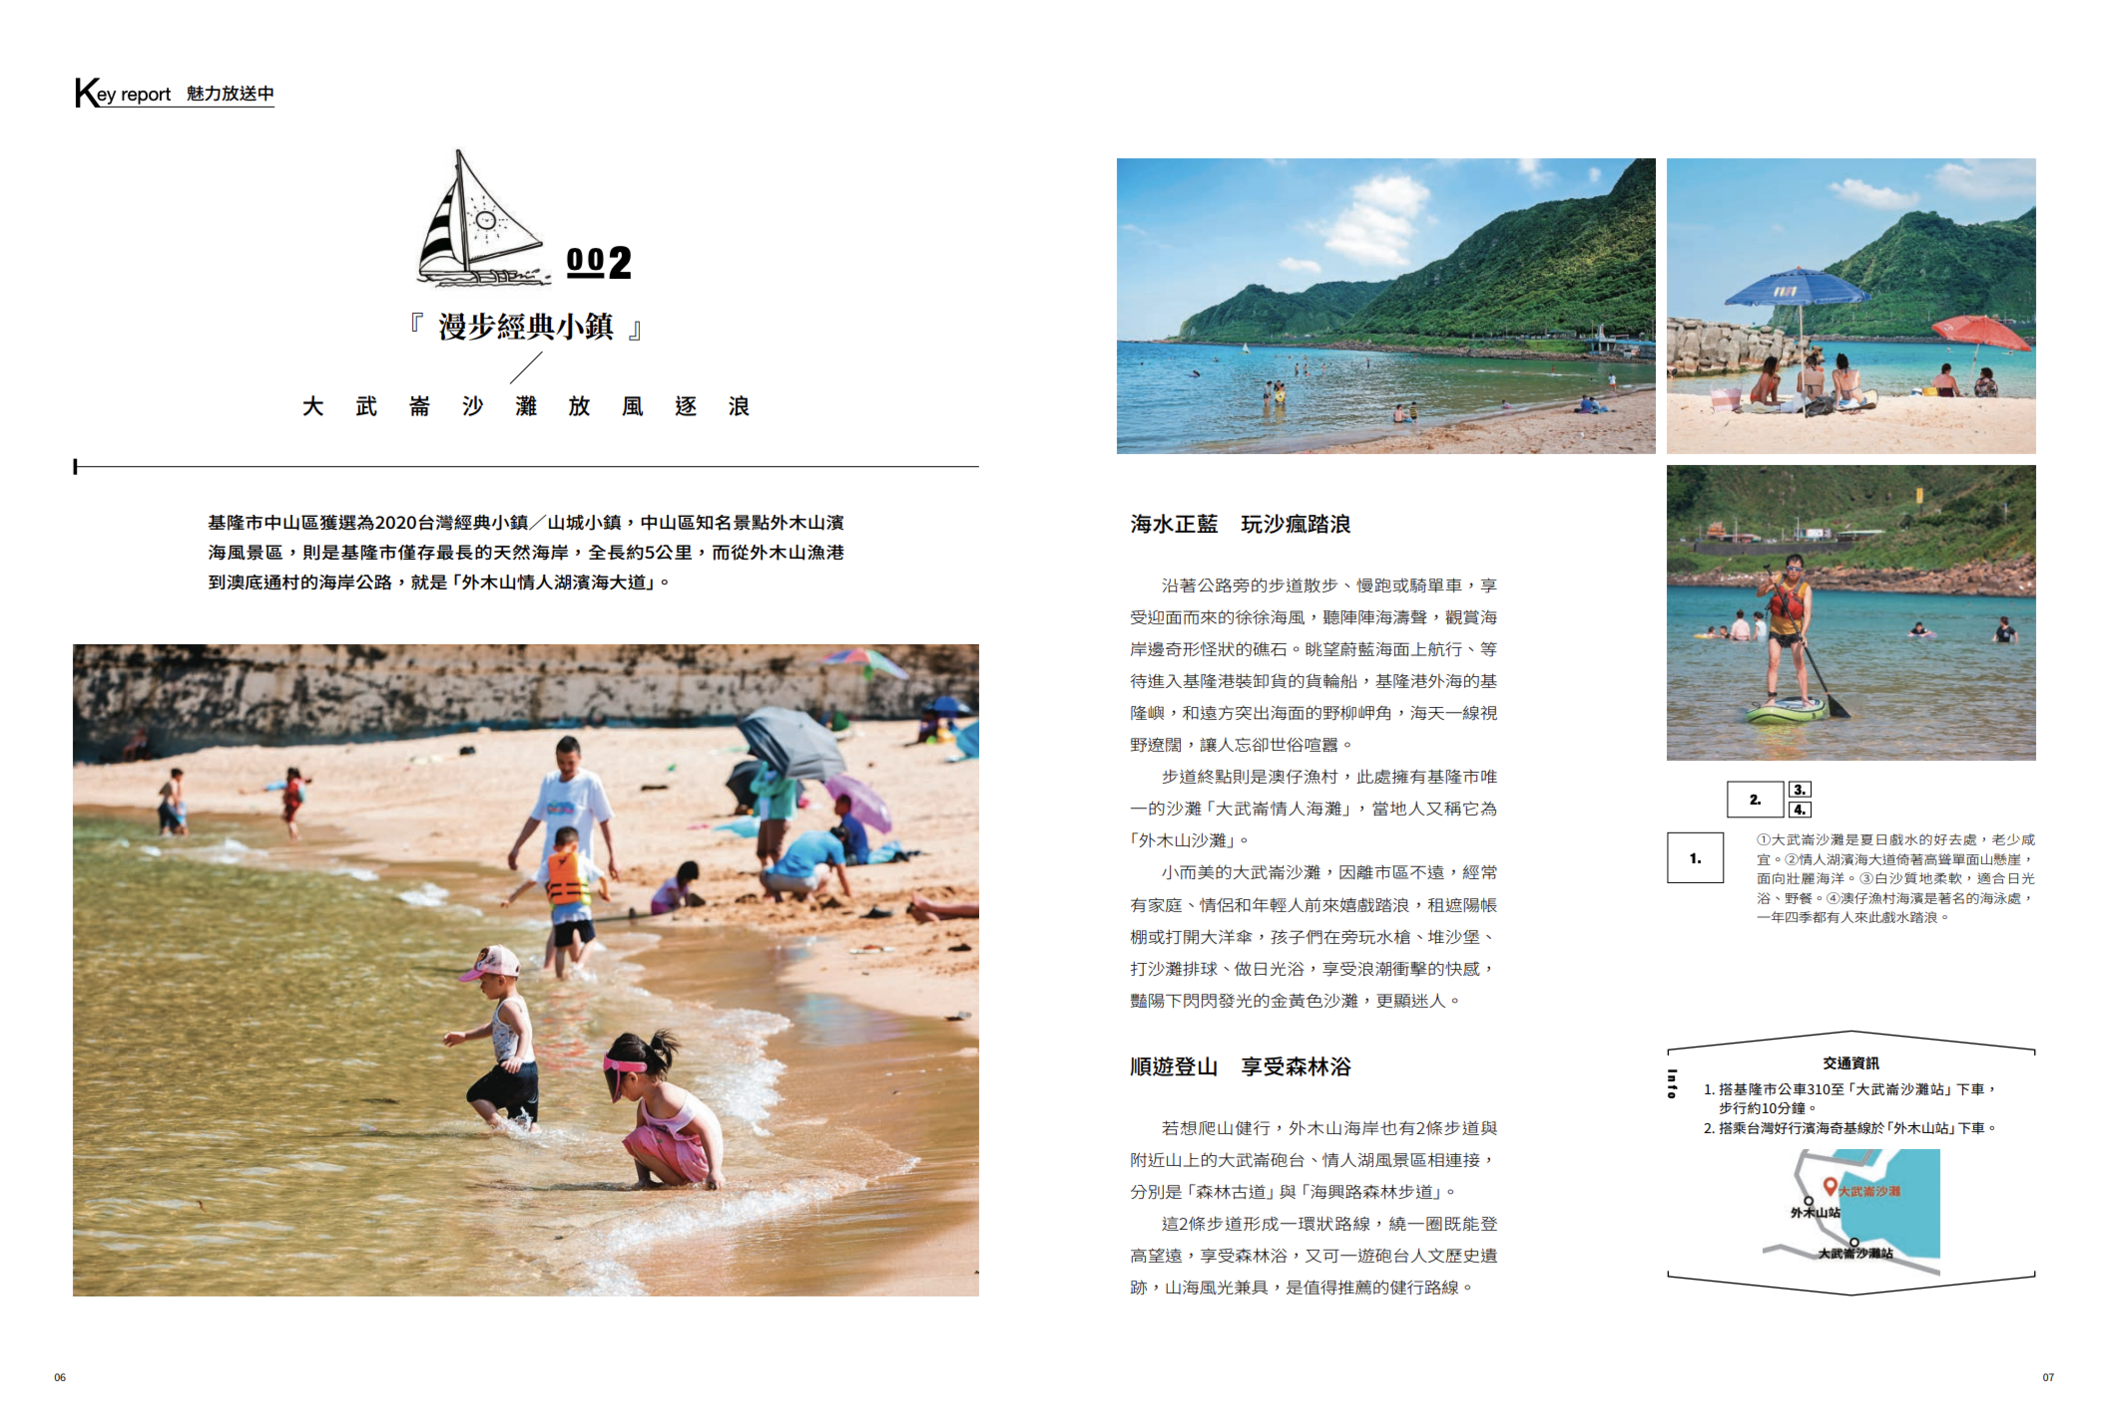 Key report 魅力放送中
002
『 漫步經典小鎮 』
大武崙沙灘放風逐浪
基隆市中山區獲選為2020台灣經典小鎮／山城小鎮，中山區知名景點外木山濱
海風景區，則是基隆市僅存最長的天然海岸，全長約5公里，而從外木山漁港
到澳底通村的海岸公路，就是「外木山情人湖濱海大道」。
06
海水正藍　玩沙瘋踏浪
沿著公路旁的步道散步、慢跑或騎單車，享
受迎面而來的徐徐海風，聽陣陣海濤聲，觀賞海
岸邊奇形怪狀的礁石。眺望蔚藍海面上航行、等
待進入基隆港裝卸貨的貨輪船，基隆港外海的基
隆嶼，和遠方突出海面的野柳岬角，海天一線視
野遼闊，讓人忘卻世俗喧囂。
步道終點則是澳仔漁村，此處擁有基隆市唯
一的沙灘「大武崙情人海灘」，當地人又稱它為
「外木山沙灘」。
小而美的大武崙沙灘，因離市區不遠，經常
有家庭、情侶和年輕人前來嬉戲踏浪，租遮陽帳
棚或打開大洋傘，孩子們在旁玩水槍、堆沙堡、
打沙灘排球、做日光浴，享受浪潮衝擊的快感，
豔陽下閃閃發光的金黃色沙灘，更顯迷人。
順遊登山　享受森林浴
若想爬山健行，外木山海岸也有2條步道與
附近山上的大武崙砲台、情人湖風景區相連接，
分別是「森林古道」與「海興路森林步道」。
這2條步道形成一環狀路線，繞一圈既能登
高望遠，享受森林浴，又可一遊砲台人文歷史遺
跡，山海風光兼具，是值得推薦的健行路線。
2.
3.
4.
1.
①大武崙沙灘是夏日戲水的好去處，老少咸
宜。②情人湖濱海大道倚著高聳單面山懸崖，
面向壯麗海洋。③白沙質地柔軟，適合日光
浴、野餐。④澳仔漁村海濱是著名的海泳處，
一年四季都有人來此戲水踏浪。
Info
交通資訊
1. 搭基隆市公車310至「大武崙沙灘站」下車，
步行約10分鐘。
2. 搭乘台灣好行濱海奇基線於「外木山站」下車。
大武崙沙灘
外木山站
大武崙沙灘站
07